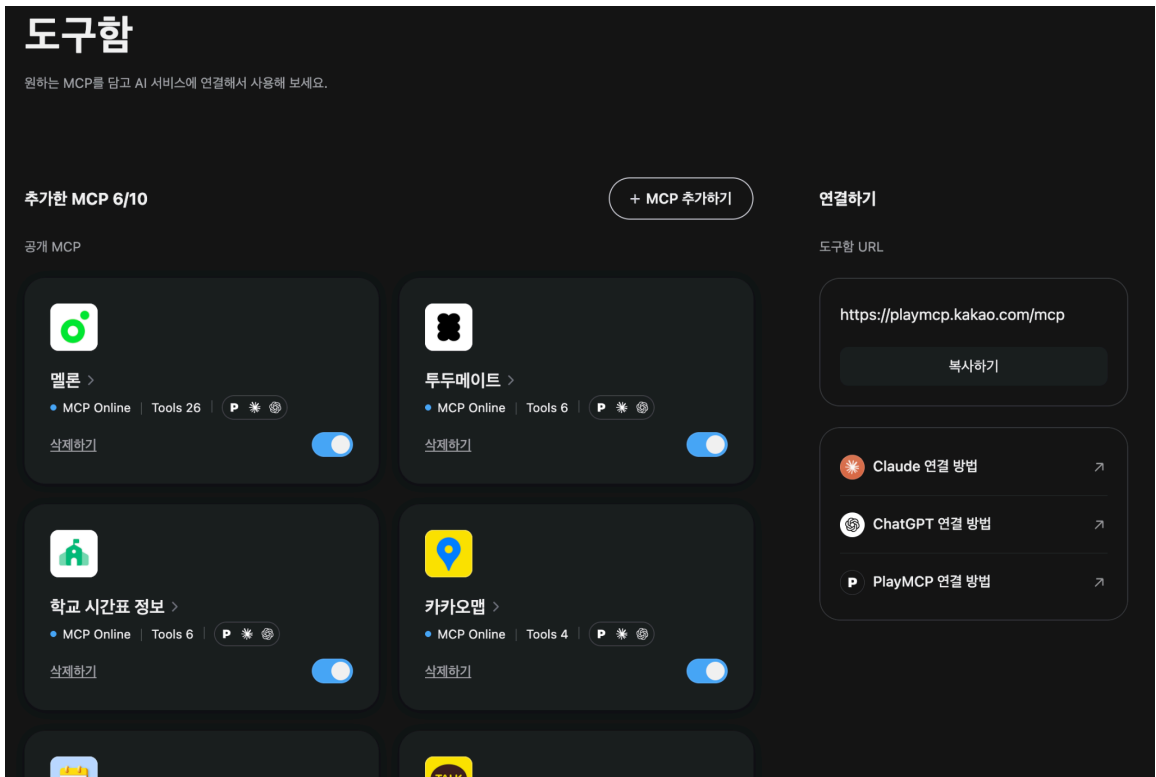 도구함
원하는 MCP를 담고 AI 서비스에 연결해서 사용해 보세요.
추가한 MCP 6/10
+ MCP 추가하기
공개 MCP
멜론
MCP Online | Tools 26 | P
삭제하기
투두메이트
MCP Online | Tools 6 | P
삭제하기
학교 시간표 정보
MCP Online | Tools 6 | P
삭제하기
카카오맵
MCP Online | Tools 4 | P
삭제하기
TALK
연결하기
도구함 URL
https://playmcp.kakao.com/mcp
복사하기
Claude 연결 방법
ChatGPT 연결 방법
P PlayMCP 연결 방법